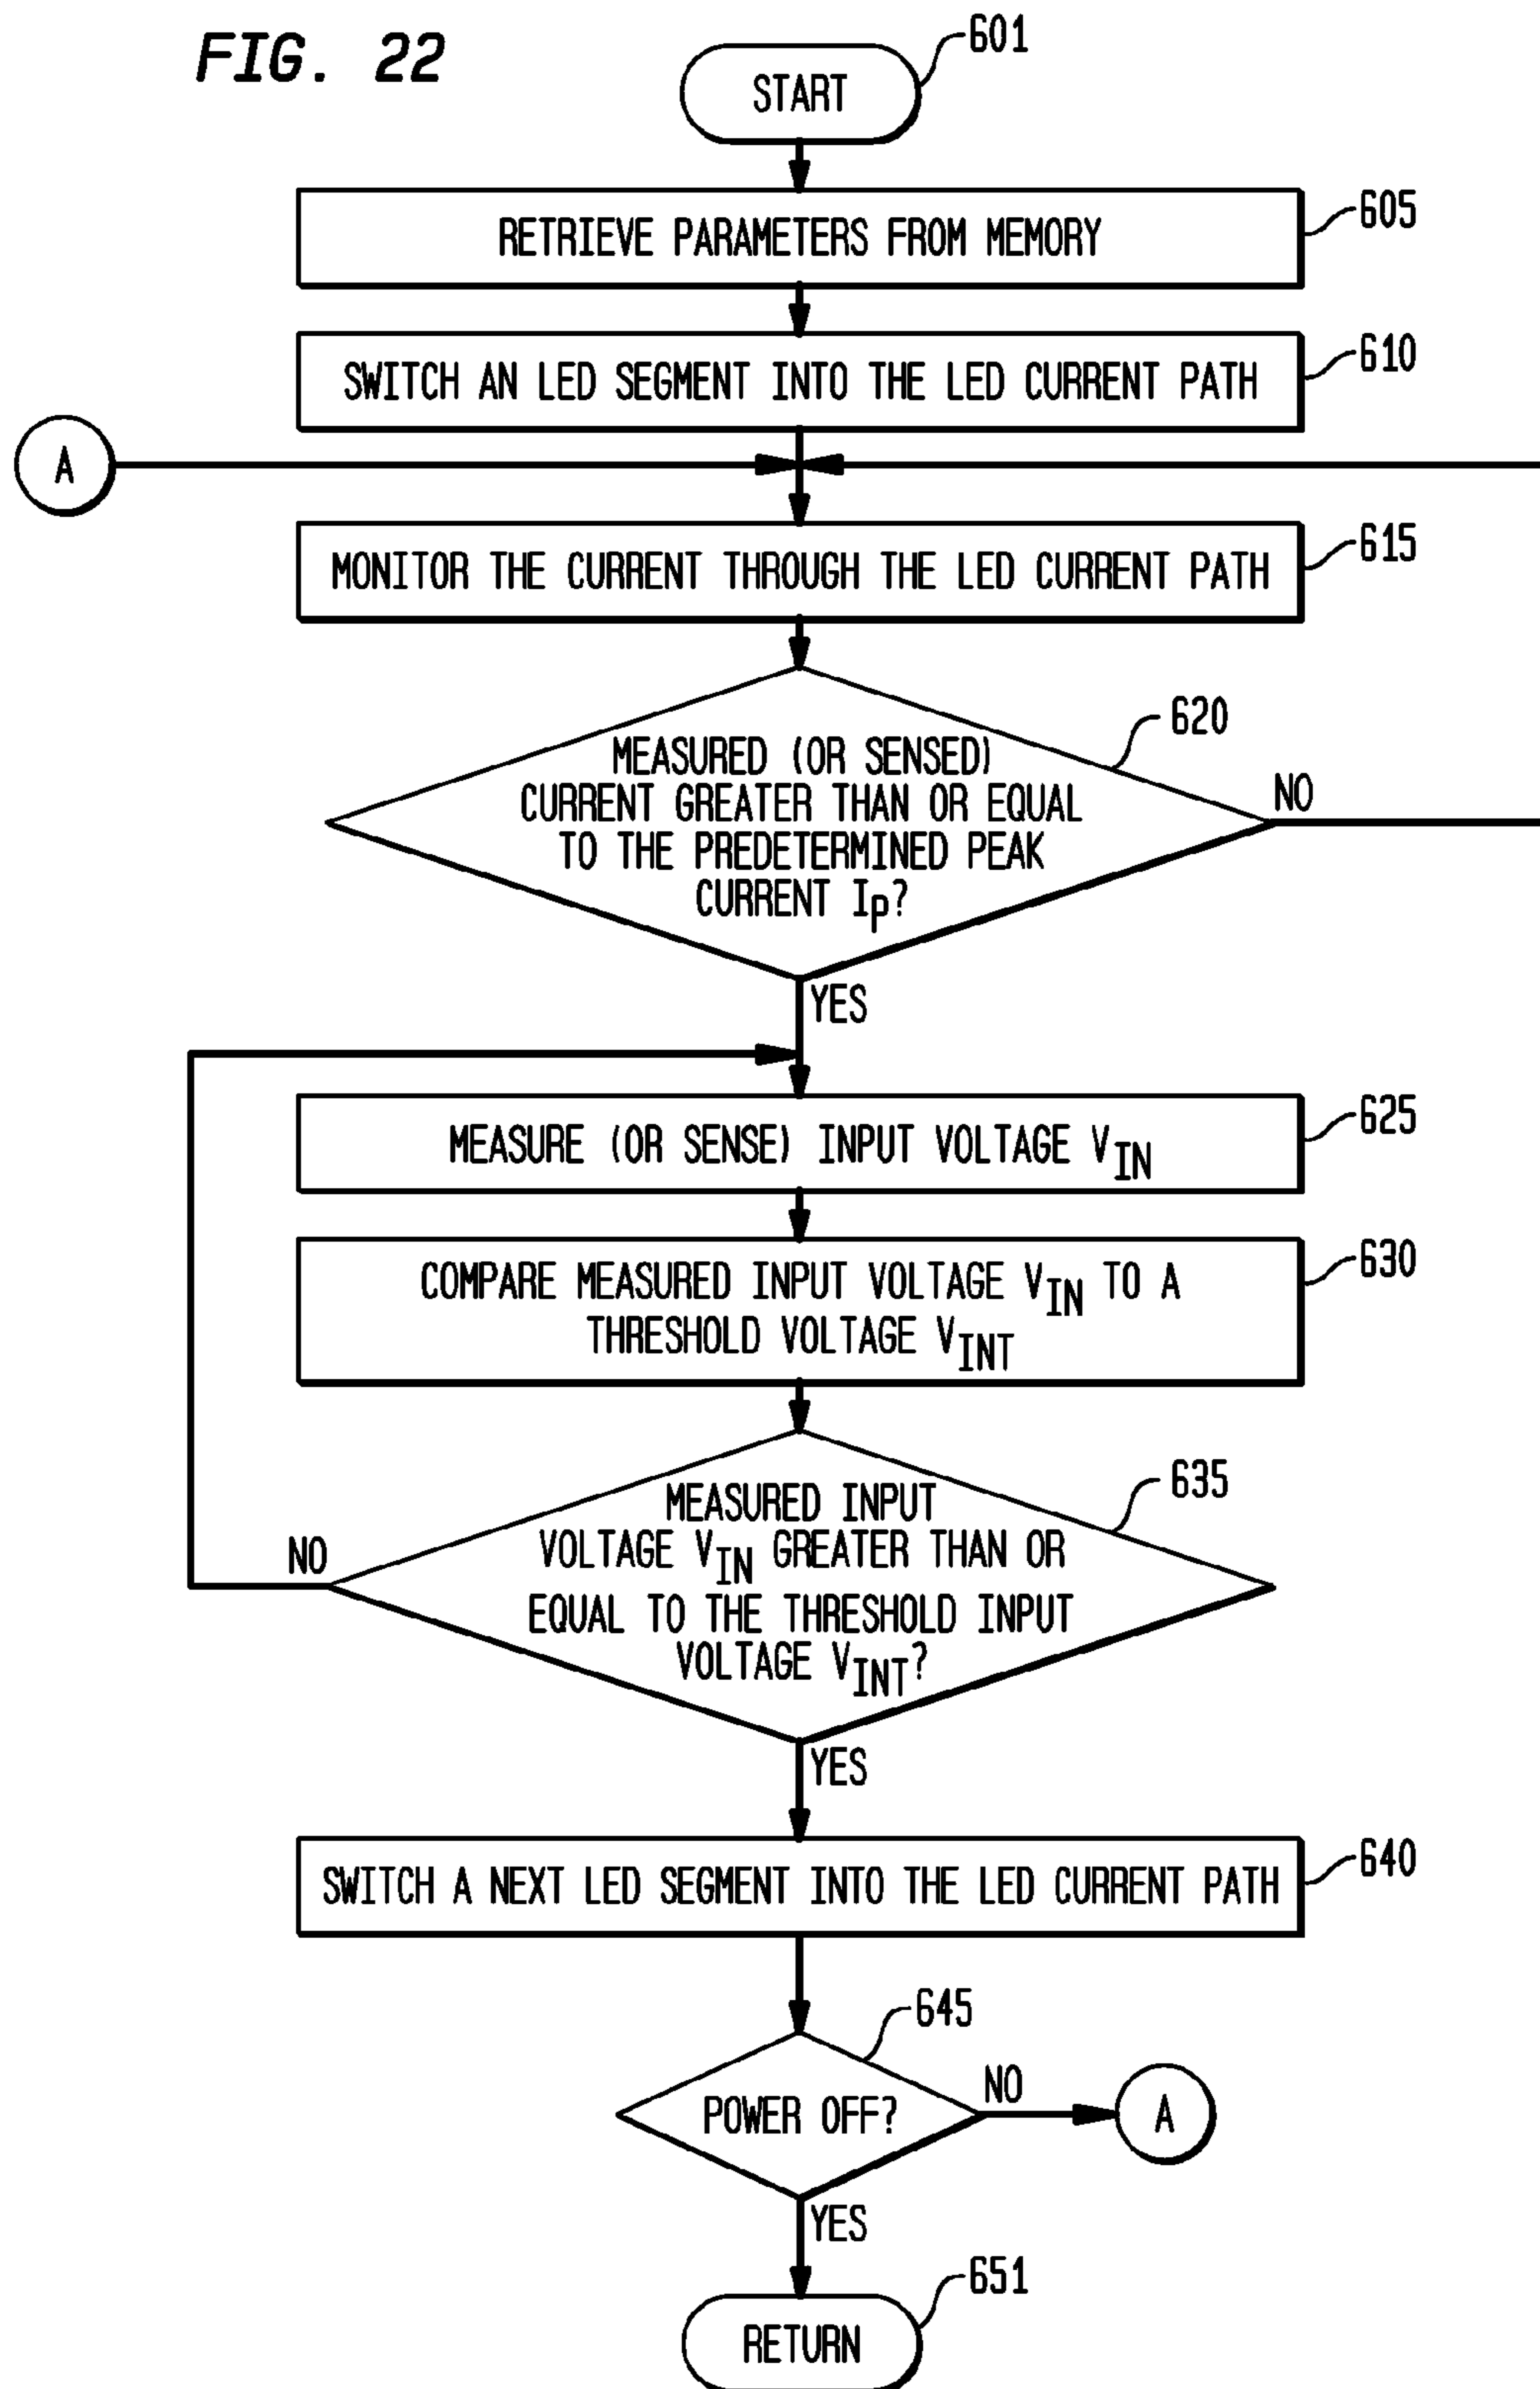 FIG. 22
START
601
RETRIEVE PARAMETERS FROM MEMORY
605
SWITCH AN LED SEGMENT INTO THE LED CURRENT PATH
610
A
MONITOR THE CURRENT THROUGH THE LED CURRENT PATH
615
MEASURED (OR SENSED)
CURRENT GREATER THAN OR EQUAL
TO THE PREDETERMINED PEAK
CURRENT Ip?
620
NO
YES
MEASURE (OR SENSE) INPUT VOLTAGE VIN
625
COMPARE MEASURED INPUT VOLTAGE VIN TO A
THRESHOLD VOLTAGE VINT
630
MEASURED INPUT
VOLTAGE VIN GREATER THAN OR
EQUAL TO THE THRESHOLD INPUT
VOLTAGE VINT?
635
NO
YES
SWITCH A NEXT LED SEGMENT INTO THE LED CURRENT PATH
640
POWER OFF?
645
NO
A
YES
RETURN
651